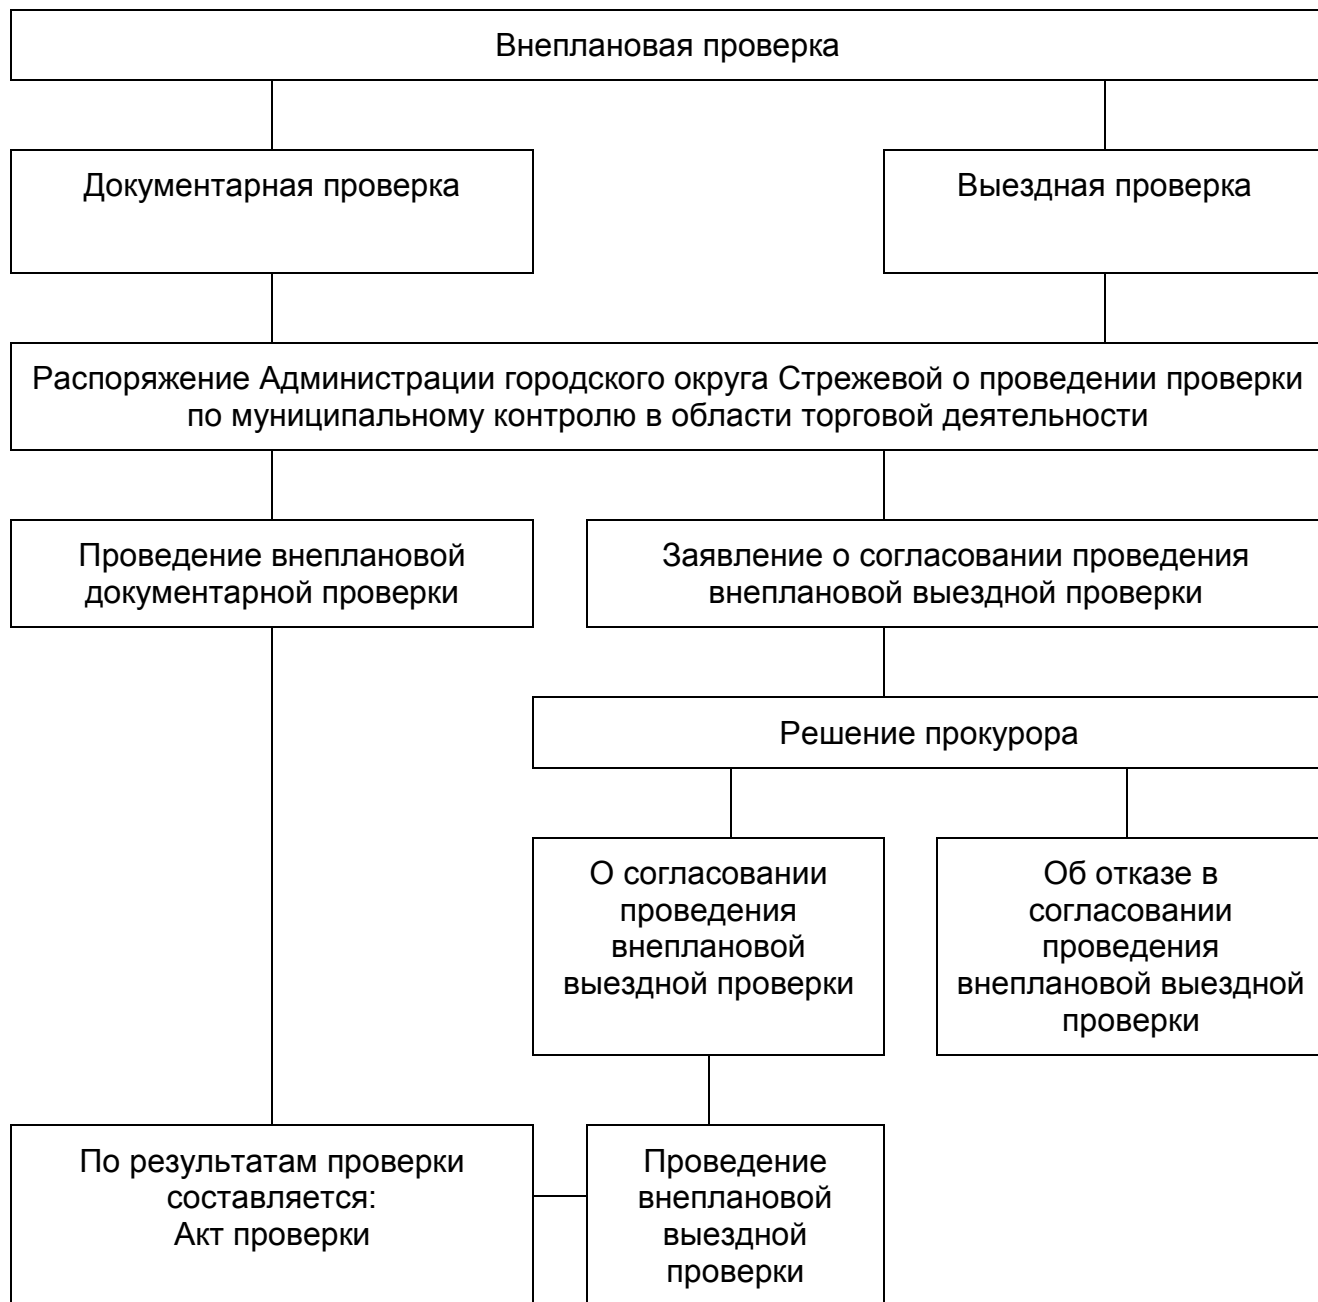 Внеплановая проверка
Документарная проверка
Выездная проверка
Распоряжение Администрации городского округа Стрежевой о проведении проверки
по муниципальному контролю в области торговой деятельности
Проведение внеплановой
документарной проверки
Заявление о согласовании проведения
внеплановой выездной проверки
Решение прокурора
О согласовании
проведения
внеплановой
выездной проверки
Об отказе в
согласовании
проведения
внеплановой выездной
проверки
По результатам проверки
составляется:
Акт проверки
Проведение
внеплановой
выездной
проверки